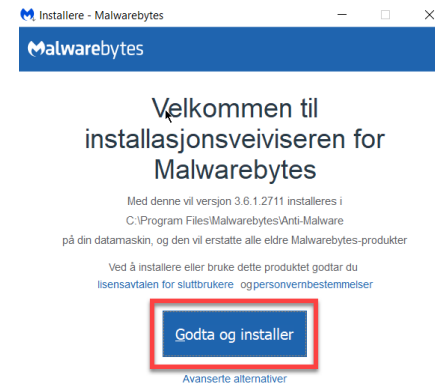 Installere - Malwarebytes
Malwarebytes
Velkommen til
installasjonsveiviseren for
Malwarebytes
Med denne vil versjon 3.6.1.2711 installeres i
C:\Program Files\Malwarebytes\Anti-Malware
på din datamaskin, og den vil erstatte alle eldre Malwarebytes-produkter
Ved å installere eller bruke dette produktet godtar du
lisensavtalen for sluttbrukere ogpersonvernbestemmelser
Godta og installer
Avanserte alternativer